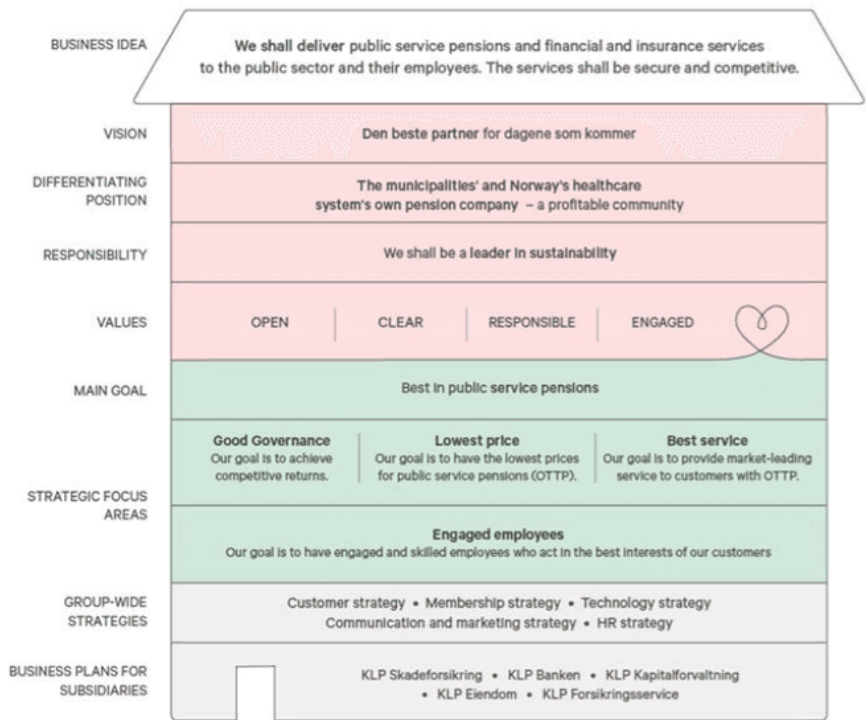 BUSINESS IDEA
We shall deliver public service pensions and financial and insurance services
to the public sector and their employees. The services shall be secure and competitive.
VISION
Den beste partner for dagene som kommer
DIFFERENTIATING
POSITION
The municipalities' and Norway's healthcare
system's own pension company – a profitable community
RESPONSIBILITY
We shall be a leader in sustainability
VALUES
OPEN
CLEAR
RESPONSIBLE
ENGAGED
MAIN GOAL
Best in public service pensions
STRATEGIC FOCUS
AREAS
Good Governance
Our goal is to achieve
competitive returns.
Lowest price
Our goal is to have the lowest prices
for public service pensions (OTTP).
Best service
Our goal is to provide market-leading
service to customers with OTTP.
Engaged employees
Our goal is to have engaged and skilled employees who act in the best interests of our customers
GROUP-WIDE
STRATEGIES
Customer strategy • Membership strategy • Technology strategy
Communication and marketing strategy • HR strategy
BUSINESS PLANS FOR
SUBSIDIARIES
KLP Skadeforsikring • KLP Banken • KLP Kapitalforvaltning
• KLP Eiendom • KLP Forsikringsservice